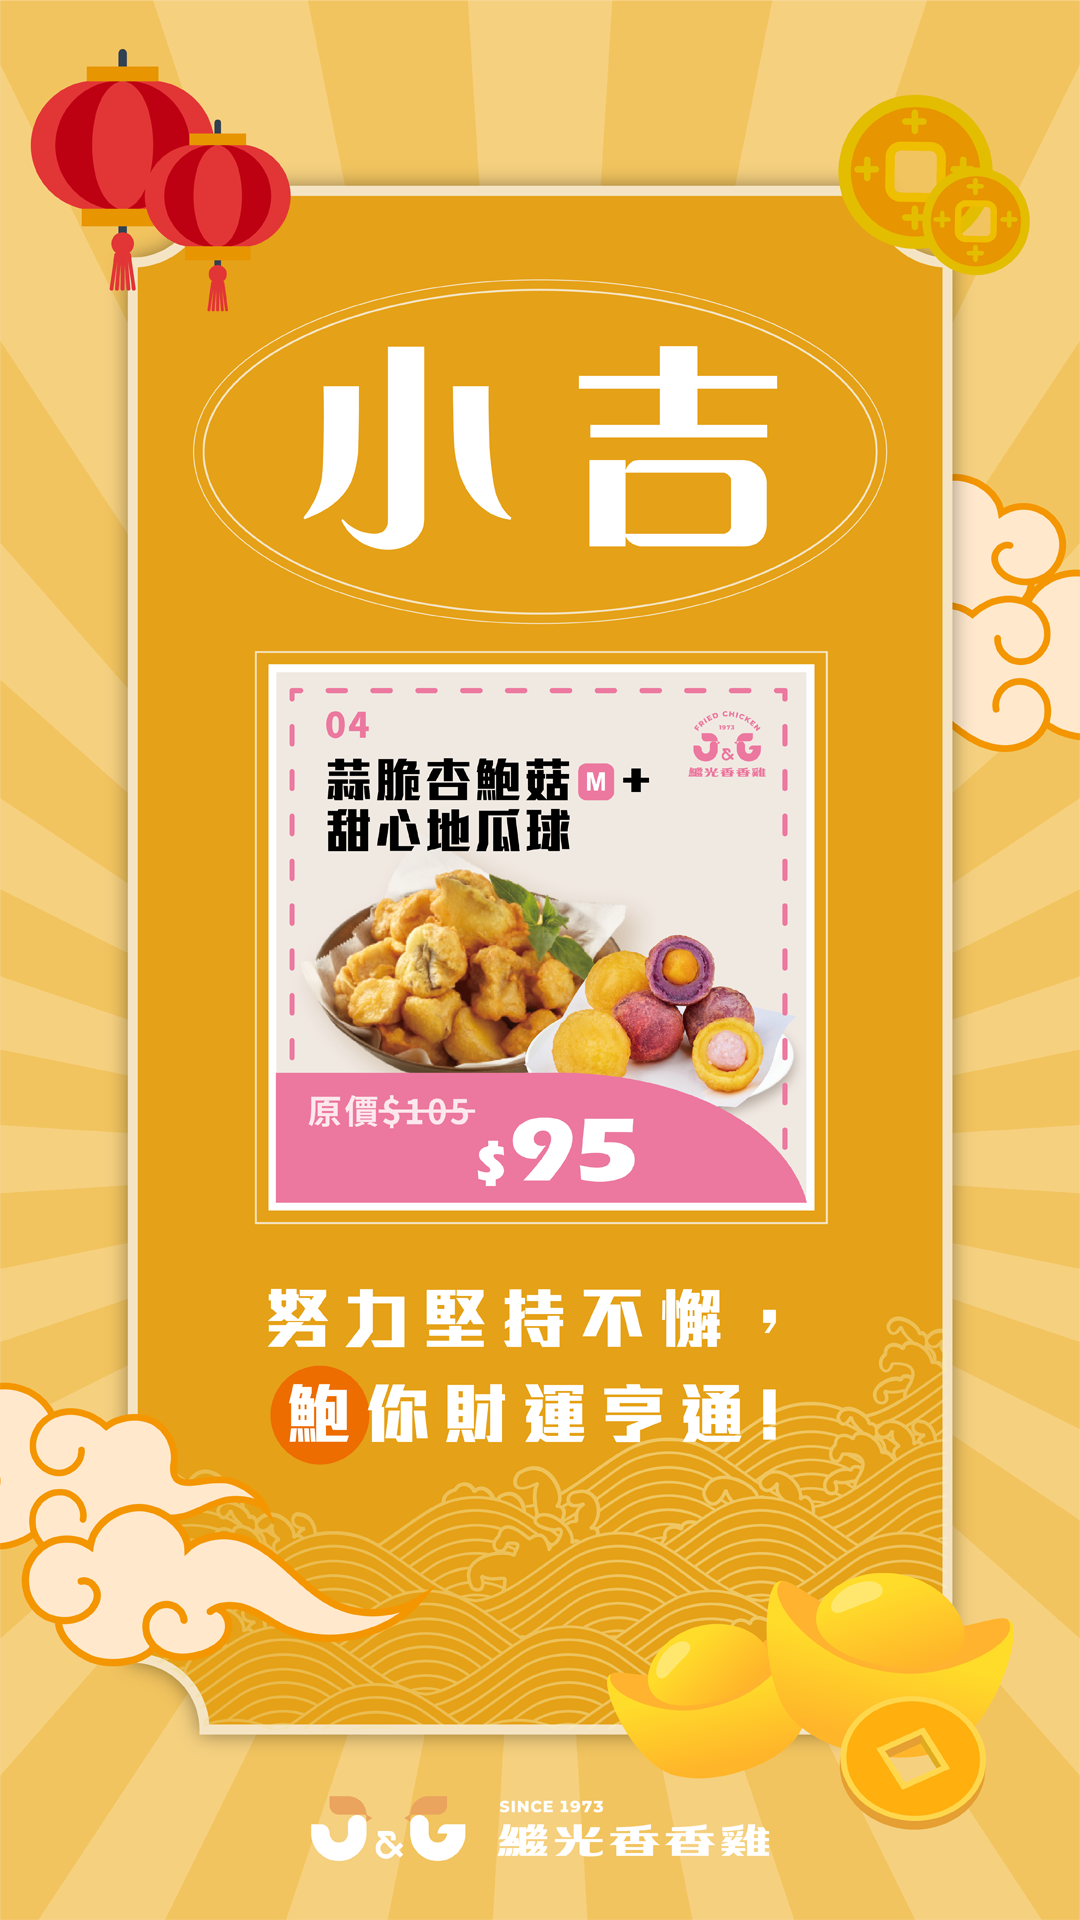 小吉
04
FRIED CHICKEN
1973
J&G
繼光香香雞
蒜脆杏鮑菇 M +
甜心地瓜球
原價$105
$95
努力堅持不懈，
鮑你財運亨通！
J&G
SINCE 1973
繼光香香雞